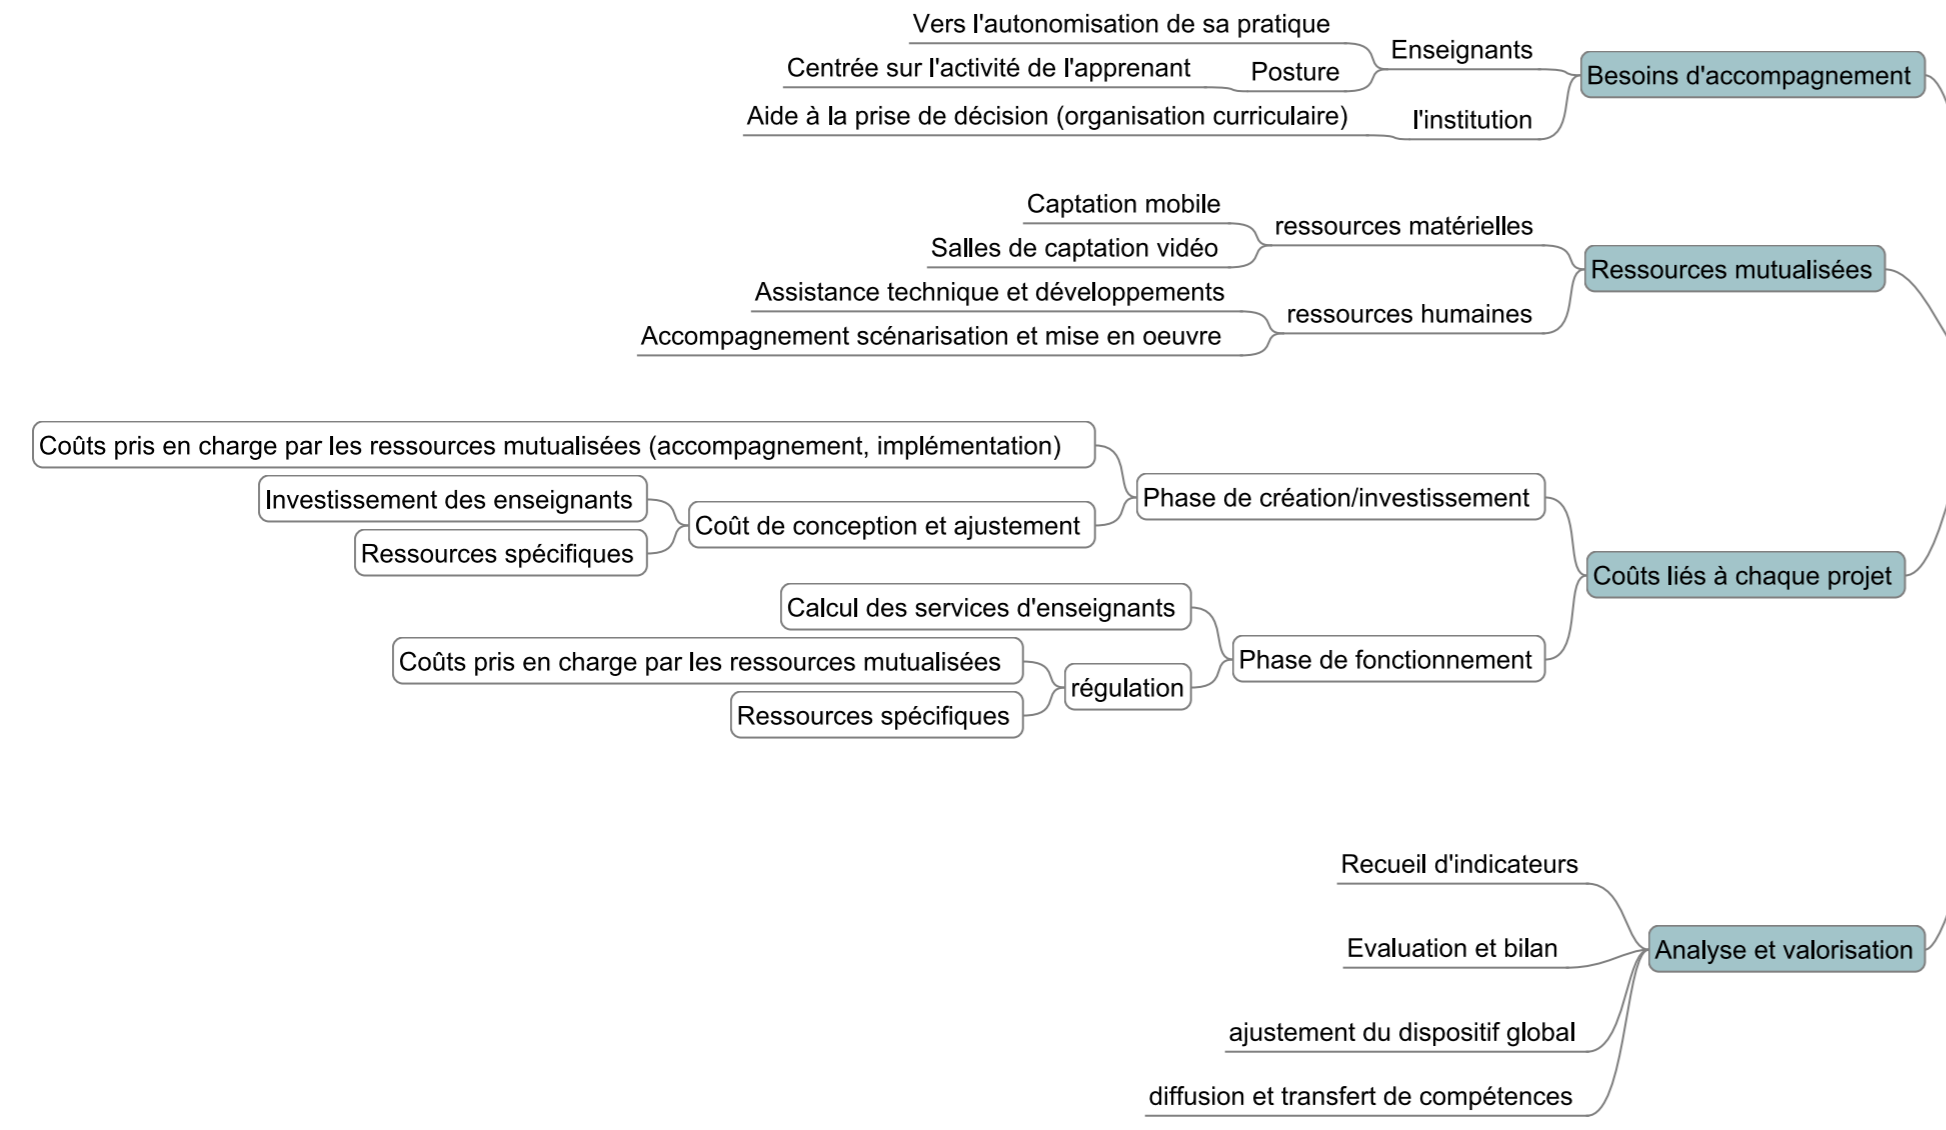 Vers l'autonomisation de sa pratique
Enseignants
Centrée sur l'activité de l'apprenant
Posture
Besoins d'accompagnement
Aide à la prise de décision (organisation curriculaire)
l'institution
Captation mobile
ressources matérielles
Salles de captation vidéo
Ressources mutualisées
Assistance technique et développements
ressources humaines
Accompagnement scénarisation et mise en oeuvre
Coûts pris en charge par les ressources mutualisées (accompagnement, implémentation)
Phase de création/investissement
Investissement des enseignants
Coût de conception et ajustement
Ressources spécifiques
Coûts liés à chaque projet
Calcul des services d'enseignants
Phase de fonctionnement
Coûts pris en charge par les ressources mutualisées
régulation
Ressources spécifiques
Recueil d'indicateurs
Evaluation et bilan
Analyse et valorisation
ajustement du dispositif global
diffusion et transfert de compétences